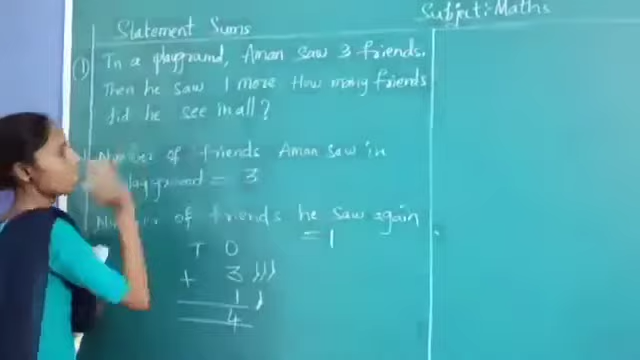 Subject:- Maths
Statement Sums
(1) In a playground, Aman saw 3 friends.
Then he saw 1 more How many friends
did he see in all?
Number of friends Aman saw in
playground = 3
Number of friends he saw again
= 1
T O
+ 3
1
4